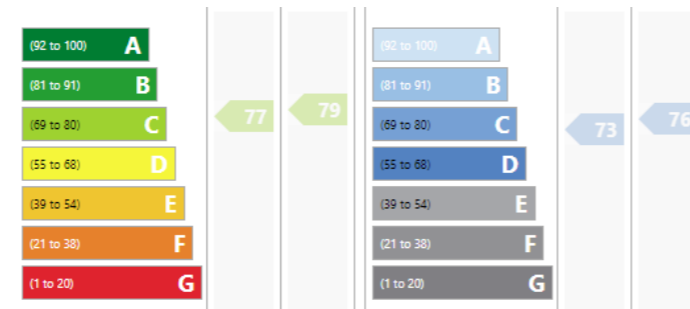 (92 to 100) A
(81 to 91) B
(69 to 80) C
(55 to 68) D
(39 to 54) E
(21 to 38) F
(1 to 20) G
77
79
(92 to 100) A
(81 to 91) B
(69 to 80) C
(55 to 68) D
(39 to 54) E
(21 to 38) F
(1 to 20) G
73
76